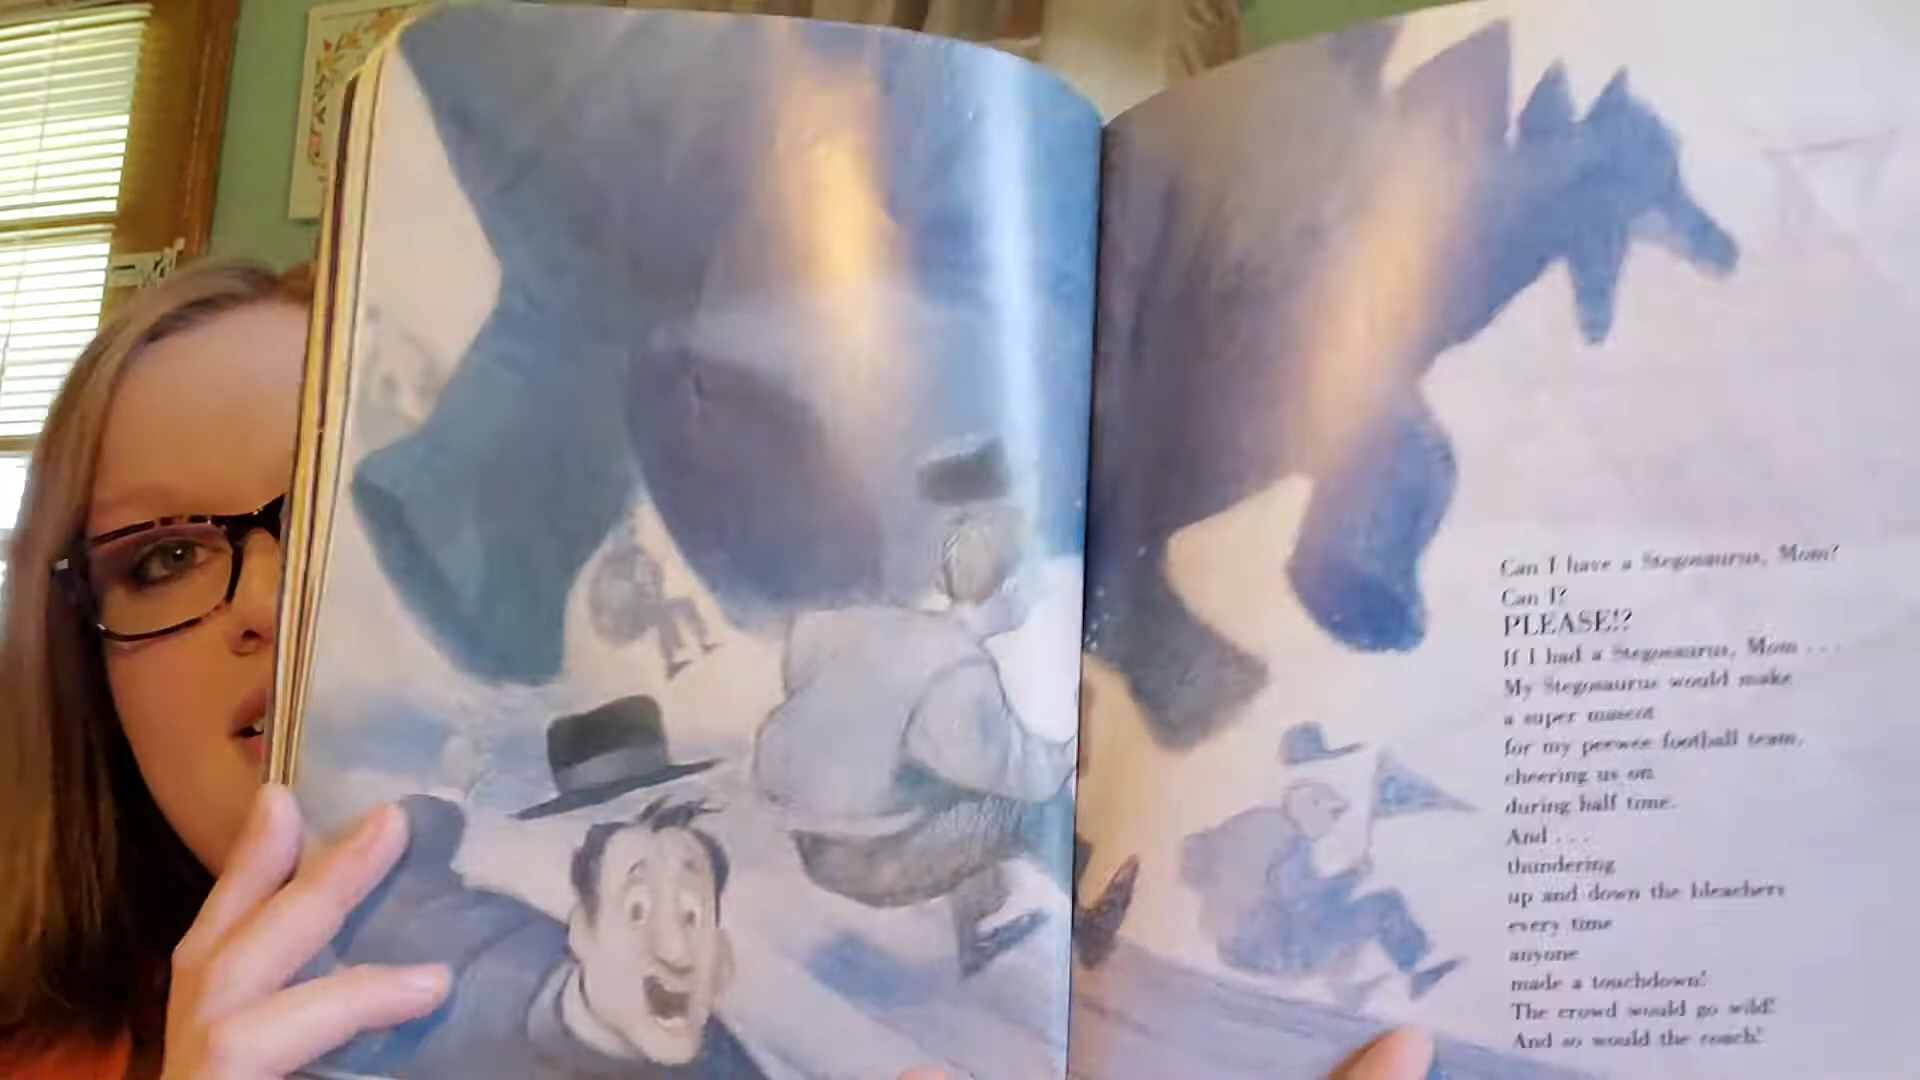 Can I have a Stegosaurus, Mom?
Can I?
PLEASE!?
If I had a Stegosaurus, Mom . . .
My Stegosaurus would make
a super mascot
for my peewee football team,
cheering us on
during half time.
And . . .
thundering
up and down the bleachers
every time
anyone
made a touchdown!
The crowd would go wild!
And so would the coach!